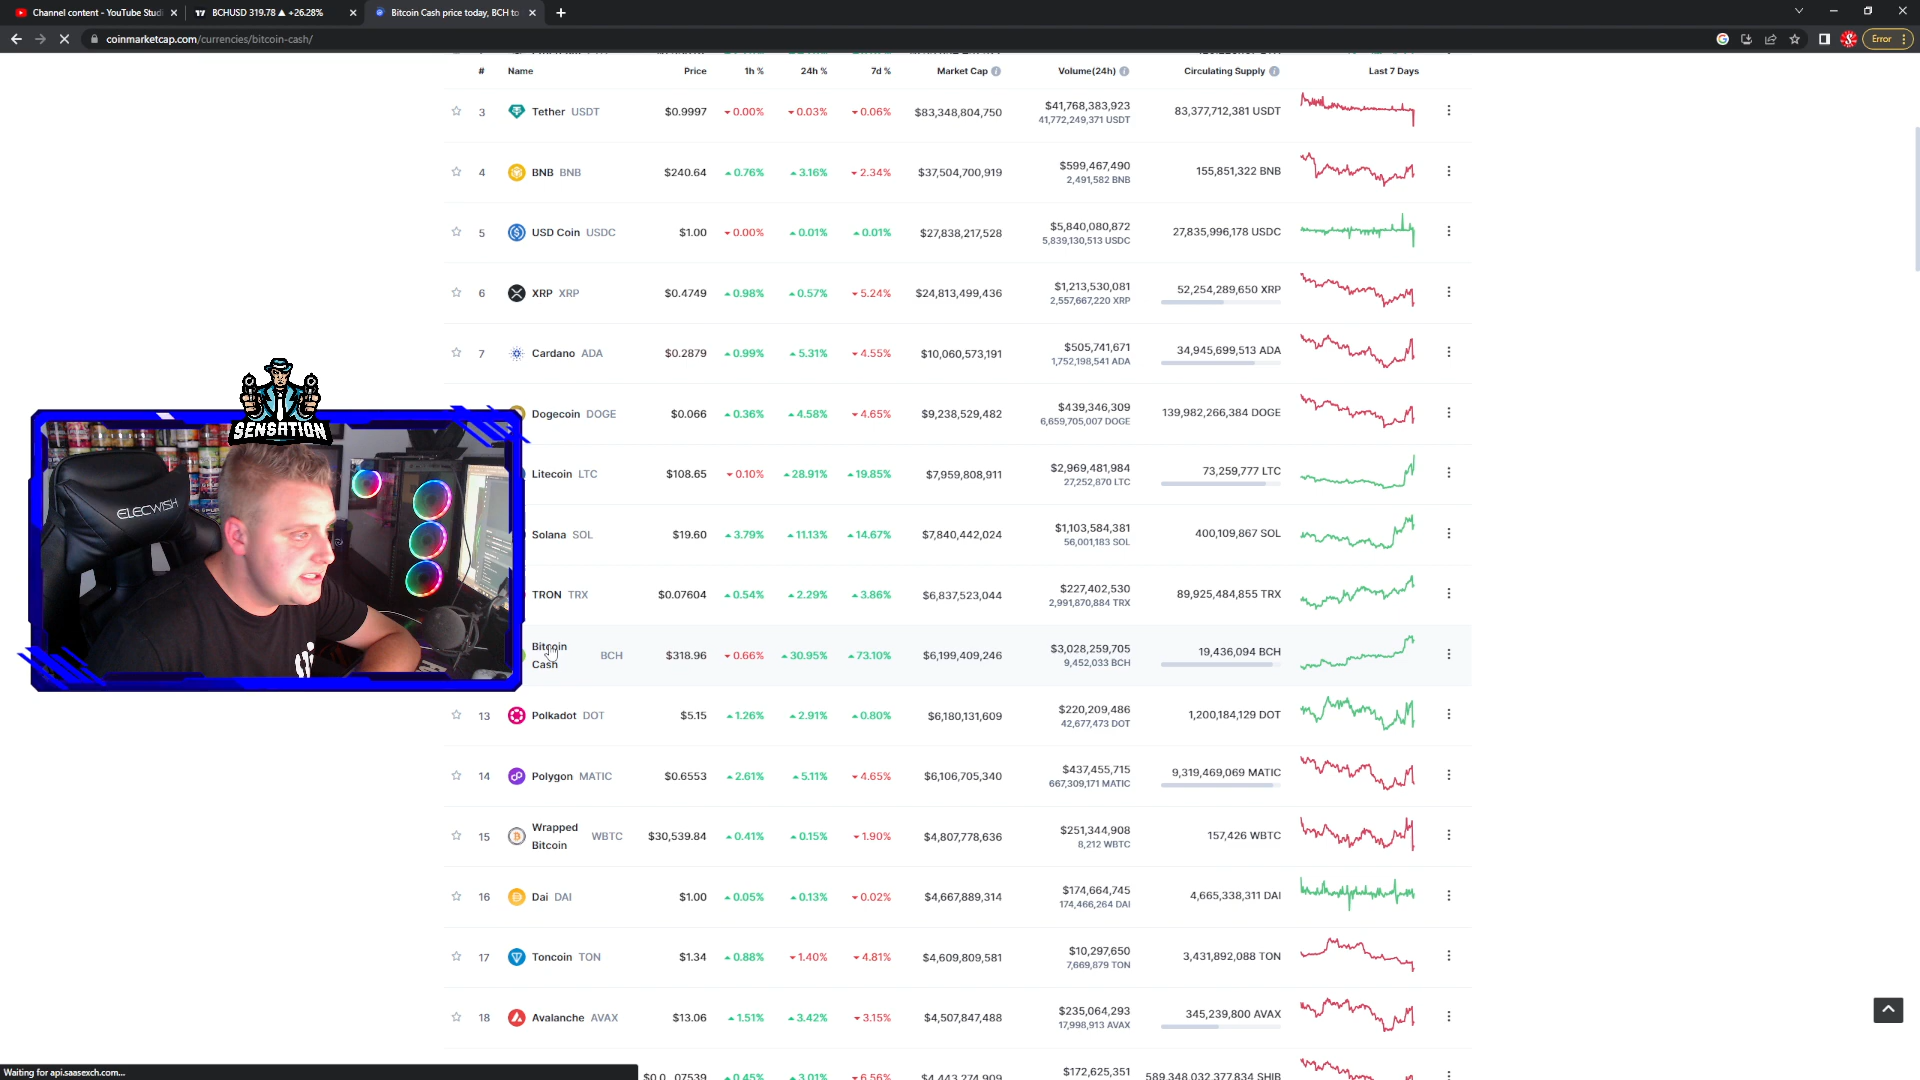 Channel content - YouTube Studi
BCHUSD 319.78 ▲ +26.28%
Bitcoin Cash price today, BCH to
coinmarketcap.com/currencies/bitcoin-cash/
Error
# Name Price 1h % 24h % 7d % Market Cap Volume(24h) Circulating Supply Last 7 Days
3 Tether USDT $0.9997 0.00% 0.03% 0.06% $83,348,804,750 $41,768,383,923 83,377,712,381 USDT
41,772,249,371 USDT
4 BNB BNB $240.64 0.76% 3.16% 2.34% $37,504,700,919 $599,467,490 155,851,322 BNB
2,491,582 BNB
5 USD Coin USDC $1.00 0.00% 0.01% 0.01% $27,838,217,528 $5,840,080,872 27,835,996,178 USDC
5,839,130,513 USDC
6 XRP XRP $0.4749 0.98% 0.57% 5.24% $24,813,499,436 $1,213,530,081 52,254,289,650 XRP
2,557,667,220 XRP
7 Cardano ADA $0.2879 0.99% 5.31% 4.55% $10,060,573,191 $505,741,671 34,945,699,513 ADA
1,752,198,541 ADA
Dogecoin DOGE $0.066 0.36% 4.58% 4.65% $9,238,529,482 $439,346,309 139,982,266,384 DOGE
6,659,705,007 DOGE
SENSATION
Litecoin LTC $108.65 0.10% 28.91% 19.85% $7,959,808,911 $2,969,481,984 73,259,777 LTC
27,252,870 LTC
ELECWISH
Solana SOL $19.60 3.79% 11.13% 14.67% $7,840,442,024 $1,103,584,381 400,109,867 SOL
56,001,183 SOL
TRON TRX $0.07604 0.54% 2.29% 3.86% $6,837,523,044 $227,402,530 89,925,484,855 TRX
2,991,870,884 TRX
Bitcoin Cash BCH $318.96 0.66% 30.95% 73.10% $6,199,409,246 $3,028,259,705 19,436,094 BCH
9,452,033 BCH
13 Polkadot DOT $5.15 1.26% 2.91% 0.80% $6,180,131,609 $220,209,486 1,200,184,129 DOT
42,677,473 DOT
14 Polygon MATIC $0.6553 2.61% 5.11% 4.65% $6,106,705,340 $437,455,715 9,319,469,069 MATIC
667,309,171 MATIC
15 Wrapped Bitcoin WBTC $30,539.84 0.41% 0.15% 1.90% $4,807,778,636 $251,344,908 157,426 WBTC
8,212 WBTC
16 Dai DAI $1.00 0.05% 0.13% 0.02% $4,667,889,314 $174,664,745 4,665,338,311 DAI
174,466,264 DAI
17 Toncoin TON $1.34 0.88% 1.40% 4.81% $4,609,809,581 $10,297,650 3,431,892,088 TON
7,669,879 TON
18 Avalanche AVAX $13.06 1.51% 3.42% 3.15% $4,507,847,488 $235,064,293 345,239,800 AVAX
17,998,913 AVAX
$0.0...07539 0.45% 3.01% 6.56% $4,443,274,909 $172,625,351 589,348,032,377,834 SHIB
Waiting for api.saasexch.com...